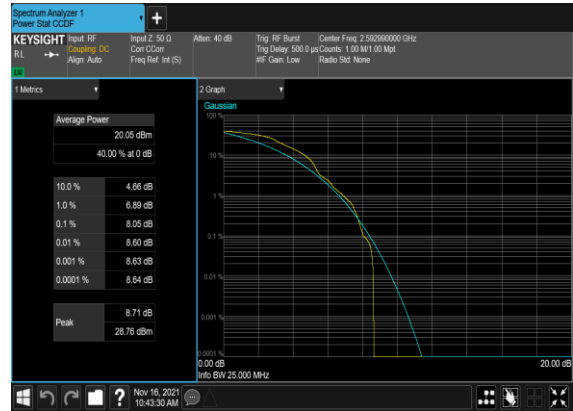 Spectrum Analyzer 1
Power Stat CCDF
KEYSIGHT
RL
Input: RF
Coupling: DC
Align: Auto
Input Z: 50 Ω
Corr CCorr
Freq Ref: Int (S)
Atten: 40 dB
Trig: RF Burst
Trig Delay: 500.0 µs
#IF Gain: Low
Center Freq: 2.592990000 GHz
Counts: 1.00 M/1.00 Mpt
Radio Std: None
1 Metrics
Average Power
20.05 dBm
40.00 % at 0 dB
10.0 % 4.66 dB
1.0 % 6.89 dB
0.1 % 8.05 dB
0.01 % 8.60 dB
0.001 % 8.63 dB
0.0001 % 8.64 dB
Peak
8.71 dB
28.76 dBm
2 Graph
Gaussian
100 %
10 %
1 %
0.1 %
0.01 %
0.001 %
0.0001 %
0.00 dB
20.00 dB
Info BW 25.000 MHz
Nov 16, 2021
10:43:30 AM